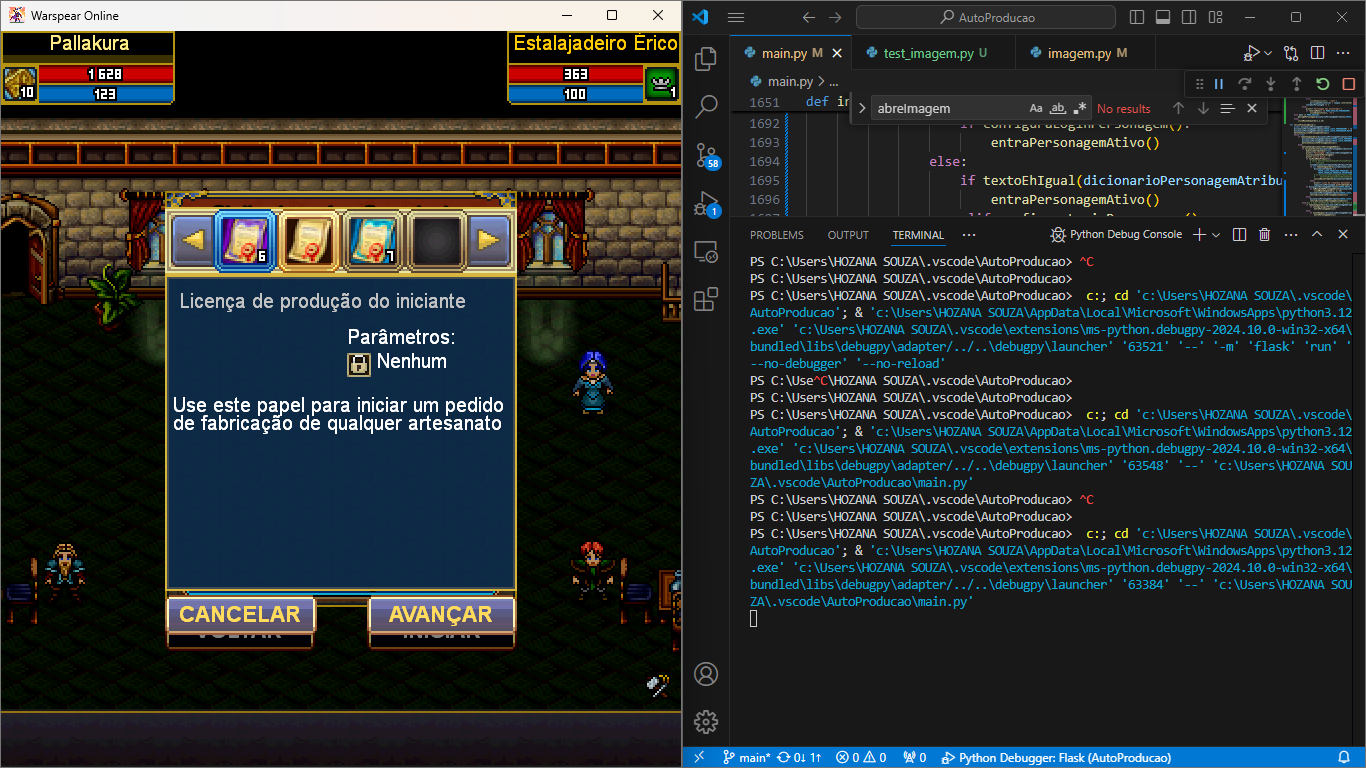 Warspear Online
Pallakura
1 628
123
10
Estalajadeiro Érico
363
100
1
6
7
Licença de produção do iniciante
Parâmetros:
Nenhum
Use este papel para iniciar um pedido
de fabricação de qualquer artesanato
CANCELAR
AVANÇAR
VOLTAR
INICIAR
AutoProducao
main.py M
test_imagem.py U
imagem.py M
main.py > ...
abreImagem
Aa
ab
No results
1651 def in
1692 if configuraLoginPersonagem():
1693 entraPersonagemAtivo()
1694 else:
1695 if textoEhIgual(dicionarioPersonagemAtribu
1696 entraPersonagemAtivo()
58
1
PROBLEMS
OUTPUT
TERMINAL
Python Debug Console
PS C:\Users\HOZANA SOUZA\.vscode\AutoProducao> ^C
PS C:\Users\HOZANA SOUZA\.vscode\AutoProducao>
PS C:\Users\HOZANA SOUZA\.vscode\AutoProducao> c:; cd 'c:\Users\HOZANA SOUZA\.vscode\
AutoProducao'; & 'c:\Users\HOZANA SOUZA\AppData\Local\Microsoft\WindowsApps\python3.12
.exe' 'c:\Users\HOZANA SOUZA\.vscode\extensions\ms-python.debugpy-2024.10.0-win32-x64\
bundled\libs\debugpy\adapter/../..\debugpy\launcher' '63521' '--' '-m' 'flask' 'run' '
--no-debugger' '--no-reload'
PS C:\Use^C\HOZANA SOUZA\.vscode\AutoProducao>
PS C:\Users\HOZANA SOUZA\.vscode\AutoProducao>
PS C:\Users\HOZANA SOUZA\.vscode\AutoProducao> c:; cd 'c:\Users\HOZANA SOUZA\.vscode\
AutoProducao'; & 'c:\Users\HOZANA SOUZA\AppData\Local\Microsoft\WindowsApps\python3.12
.exe' 'c:\Users\HOZANA SOUZA\.vscode\extensions\ms-python.debugpy-2024.10.0-win32-x64\
bundled\libs\debugpy\adapter/../..\debugpy\launcher' '63548' '--' 'c:\Users\HOZANA SOU
ZA\.vscode\AutoProducao\main.py'
PS C:\Users\HOZANA SOUZA\.vscode\AutoProducao> ^C
PS C:\Users\HOZANA SOUZA\.vscode\AutoProducao>
PS C:\Users\HOZANA SOUZA\.vscode\AutoProducao> c:; cd 'c:\Users\HOZANA SOUZA\.vscode\
AutoProducao'; & 'c:\Users\HOZANA SOUZA\AppData\Local\Microsoft\WindowsApps\python3.12
.exe' 'c:\Users\HOZANA SOUZA\.vscode\extensions\ms-python.debugpy-2024.10.0-win32-x64\
bundled\libs\debugpy\adapter/../..\debugpy\launcher' '63384' '--' 'c:\Users\HOZANA SOU
ZA\.vscode\AutoProducao\main.py'
main* 0↓ 1↑ 0 0 0 Python Debugger: Flask (AutoProducao)